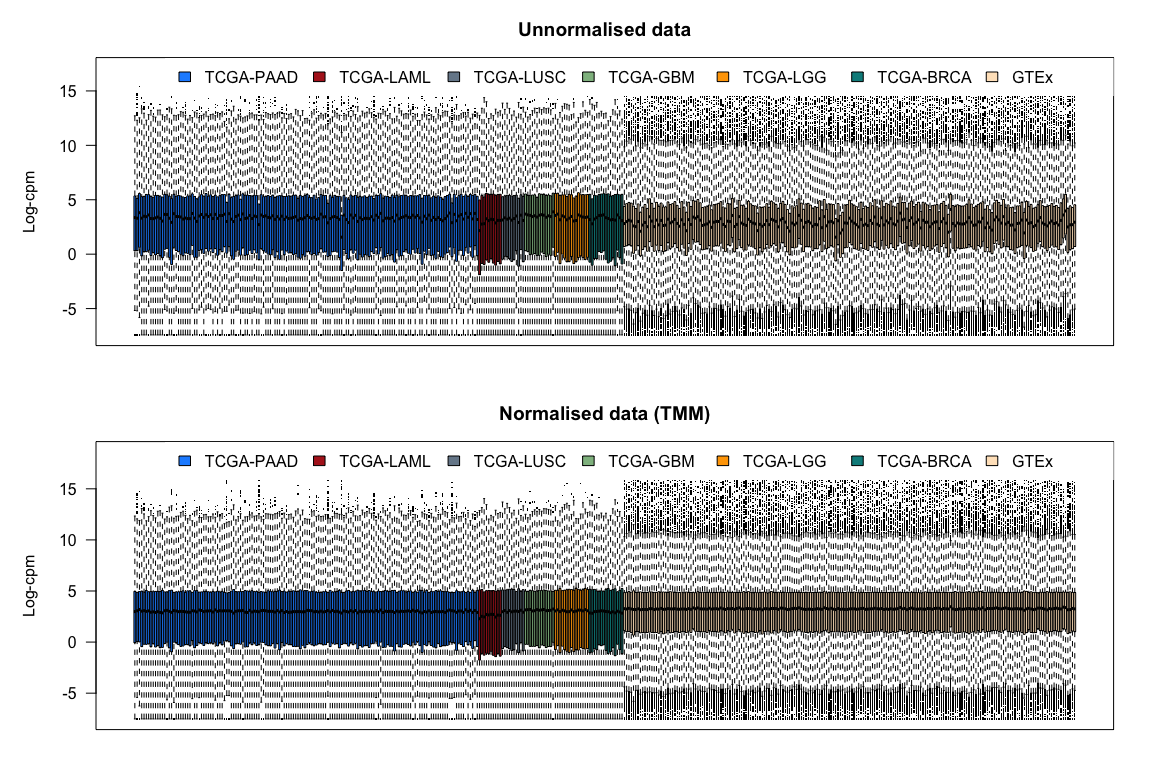 Unnormalised data
TCGA-PAAD TCGA-LAML TCGA-LUSC TCGA-GBM TCGA-LGG TCGA-BRCA GTEx
Log-cpm
15
10
5
0
-5
Normalised data (TMM)
TCGA-PAAD TCGA-LAML TCGA-LUSC TCGA-GBM TCGA-LGG TCGA-BRCA GTEx
Log-cpm
15
10
5
0
-5